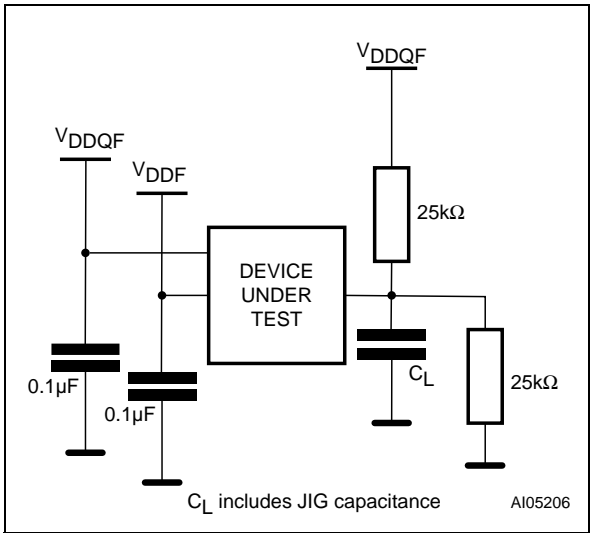 VDDQF
VDDQF
VDDF
25kΩ
DEVICE
UNDER
TEST
CL
0.1µF
0.1µF
25kΩ
CL includes JIG capacitance
AI05206